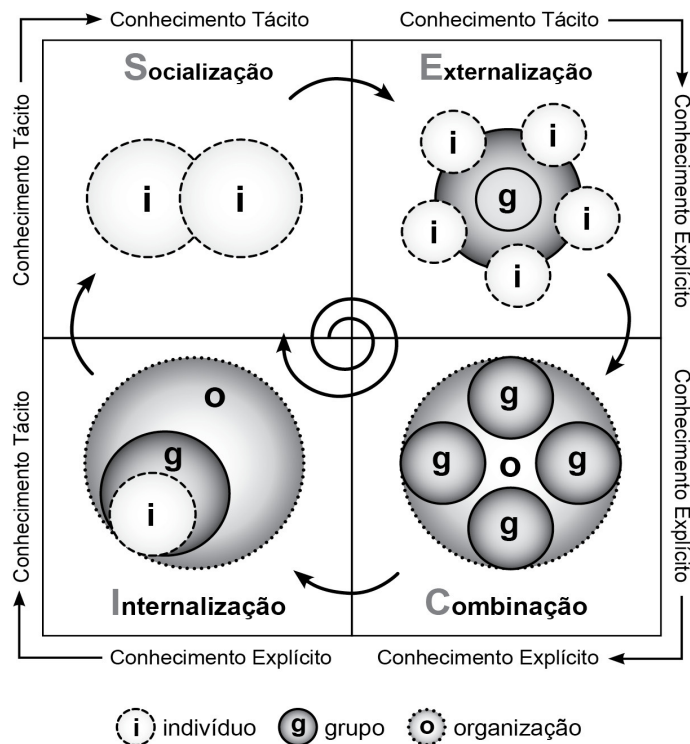 Conhecimento Tácito
Conhecimento Tácito
Conhecimento Tácito
Socialização
Externalização
Conhecimento Explícito
i
i
i
i
g
i
i
i
Conhecimento Tácito
o
g
i
g
g
o
g
g
Conhecimento Explícito
Internalização
Combinação
Conhecimento Explícito
Conhecimento Explícito
i indivíduo
g grupo
o organização